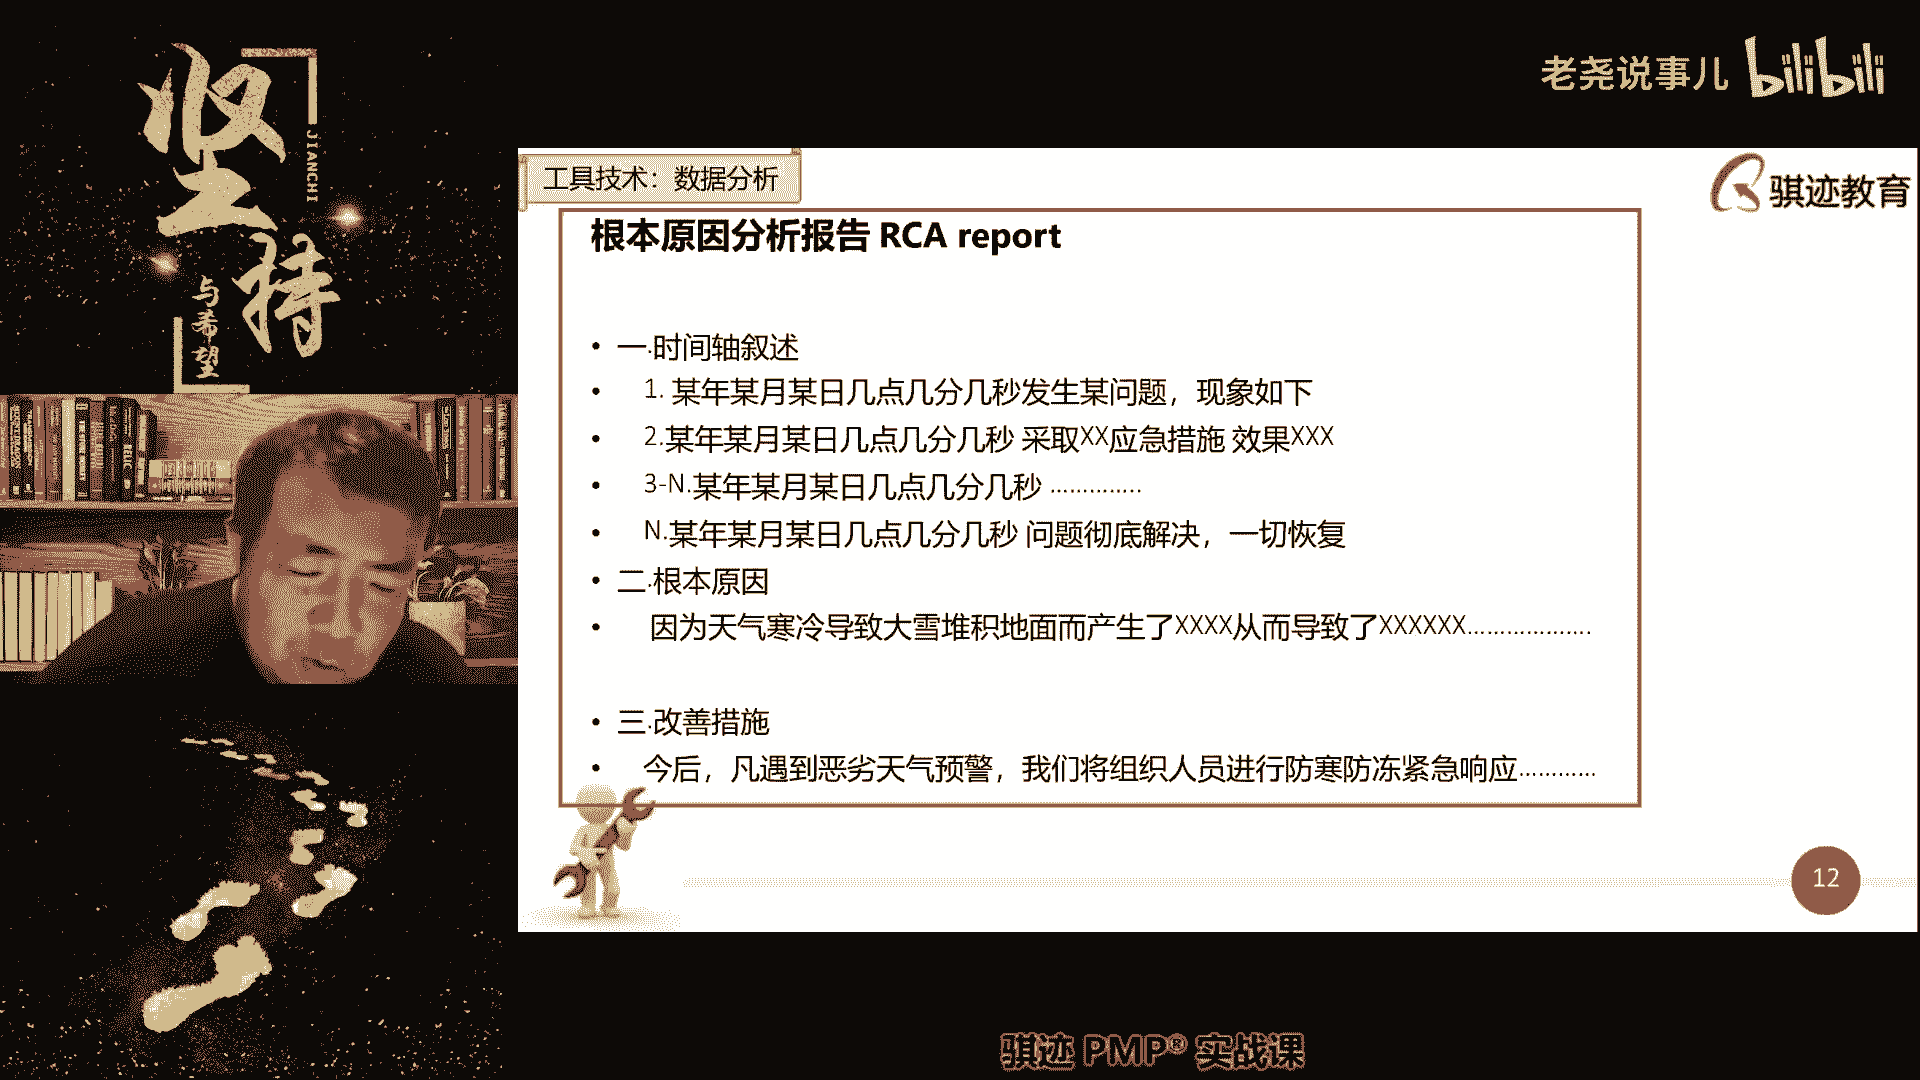 坚持
JIANCHI
与希望
老尧说事儿 bilibili
工具技术：数据分析
骐迹教育
根本原因分析报告 RCA report
• 一.时间轴叙述
• 1. 某年某月某日几点几分几秒发生某问题，现象如下
• 2.某年某月某日几点几分几秒 采取XX应急措施 效果XXX
• 3-N.某年某月某日几点几分几秒 .............
• N.某年某月某日几点几分几秒 问题彻底解决，一切恢复
• 二.根本原因
• 因为天气寒冷导致大雪堆积地面而产生了XXXX从而导致了XXXXXX...................
• 三.改善措施
• 今后，凡遇到恶劣天气预警，我们将组织人员进行防寒防冻紧急响应............
12
骐迹 PMP® 实战课